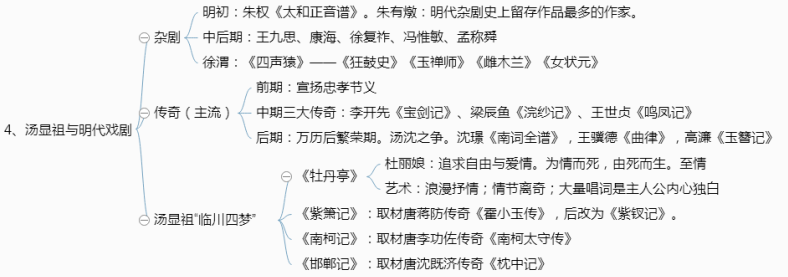 4、汤显祖与明代戏剧
杂剧
明初：朱权《太和正音谱》。朱有燉：明代杂剧史上留存作品最多的作家。
中后期：王九思、康海、徐复祚、冯惟敏、孟称舜
徐渭：《四声猿》——《狂鼓史》《玉禅师》《雌木兰》《女状元》
传奇（主流）
前期：宣扬忠孝节义
中期三大传奇：李开先《宝剑记》、梁辰鱼《浣纱记》、王世贞《鸣凤记》
后期：万历后繁荣期。汤沈之争。沈璟《南词全谱》，王骥德《曲律》，高濂《玉簪记》
汤显祖“临川四梦”
《牡丹亭》
杜丽娘：追求自由与爱情。为情而死，由死而生。至情
艺术：浪漫抒情；情节离奇；大量唱词是主人公内心独白
《紫箫记》：取材唐蒋防传奇《霍小玉传》，后改为《紫钗记》。
《南柯记》：取材唐李功佐传奇《南柯太守传》
《邯郸记》：取材唐沈既济传奇《枕中记》